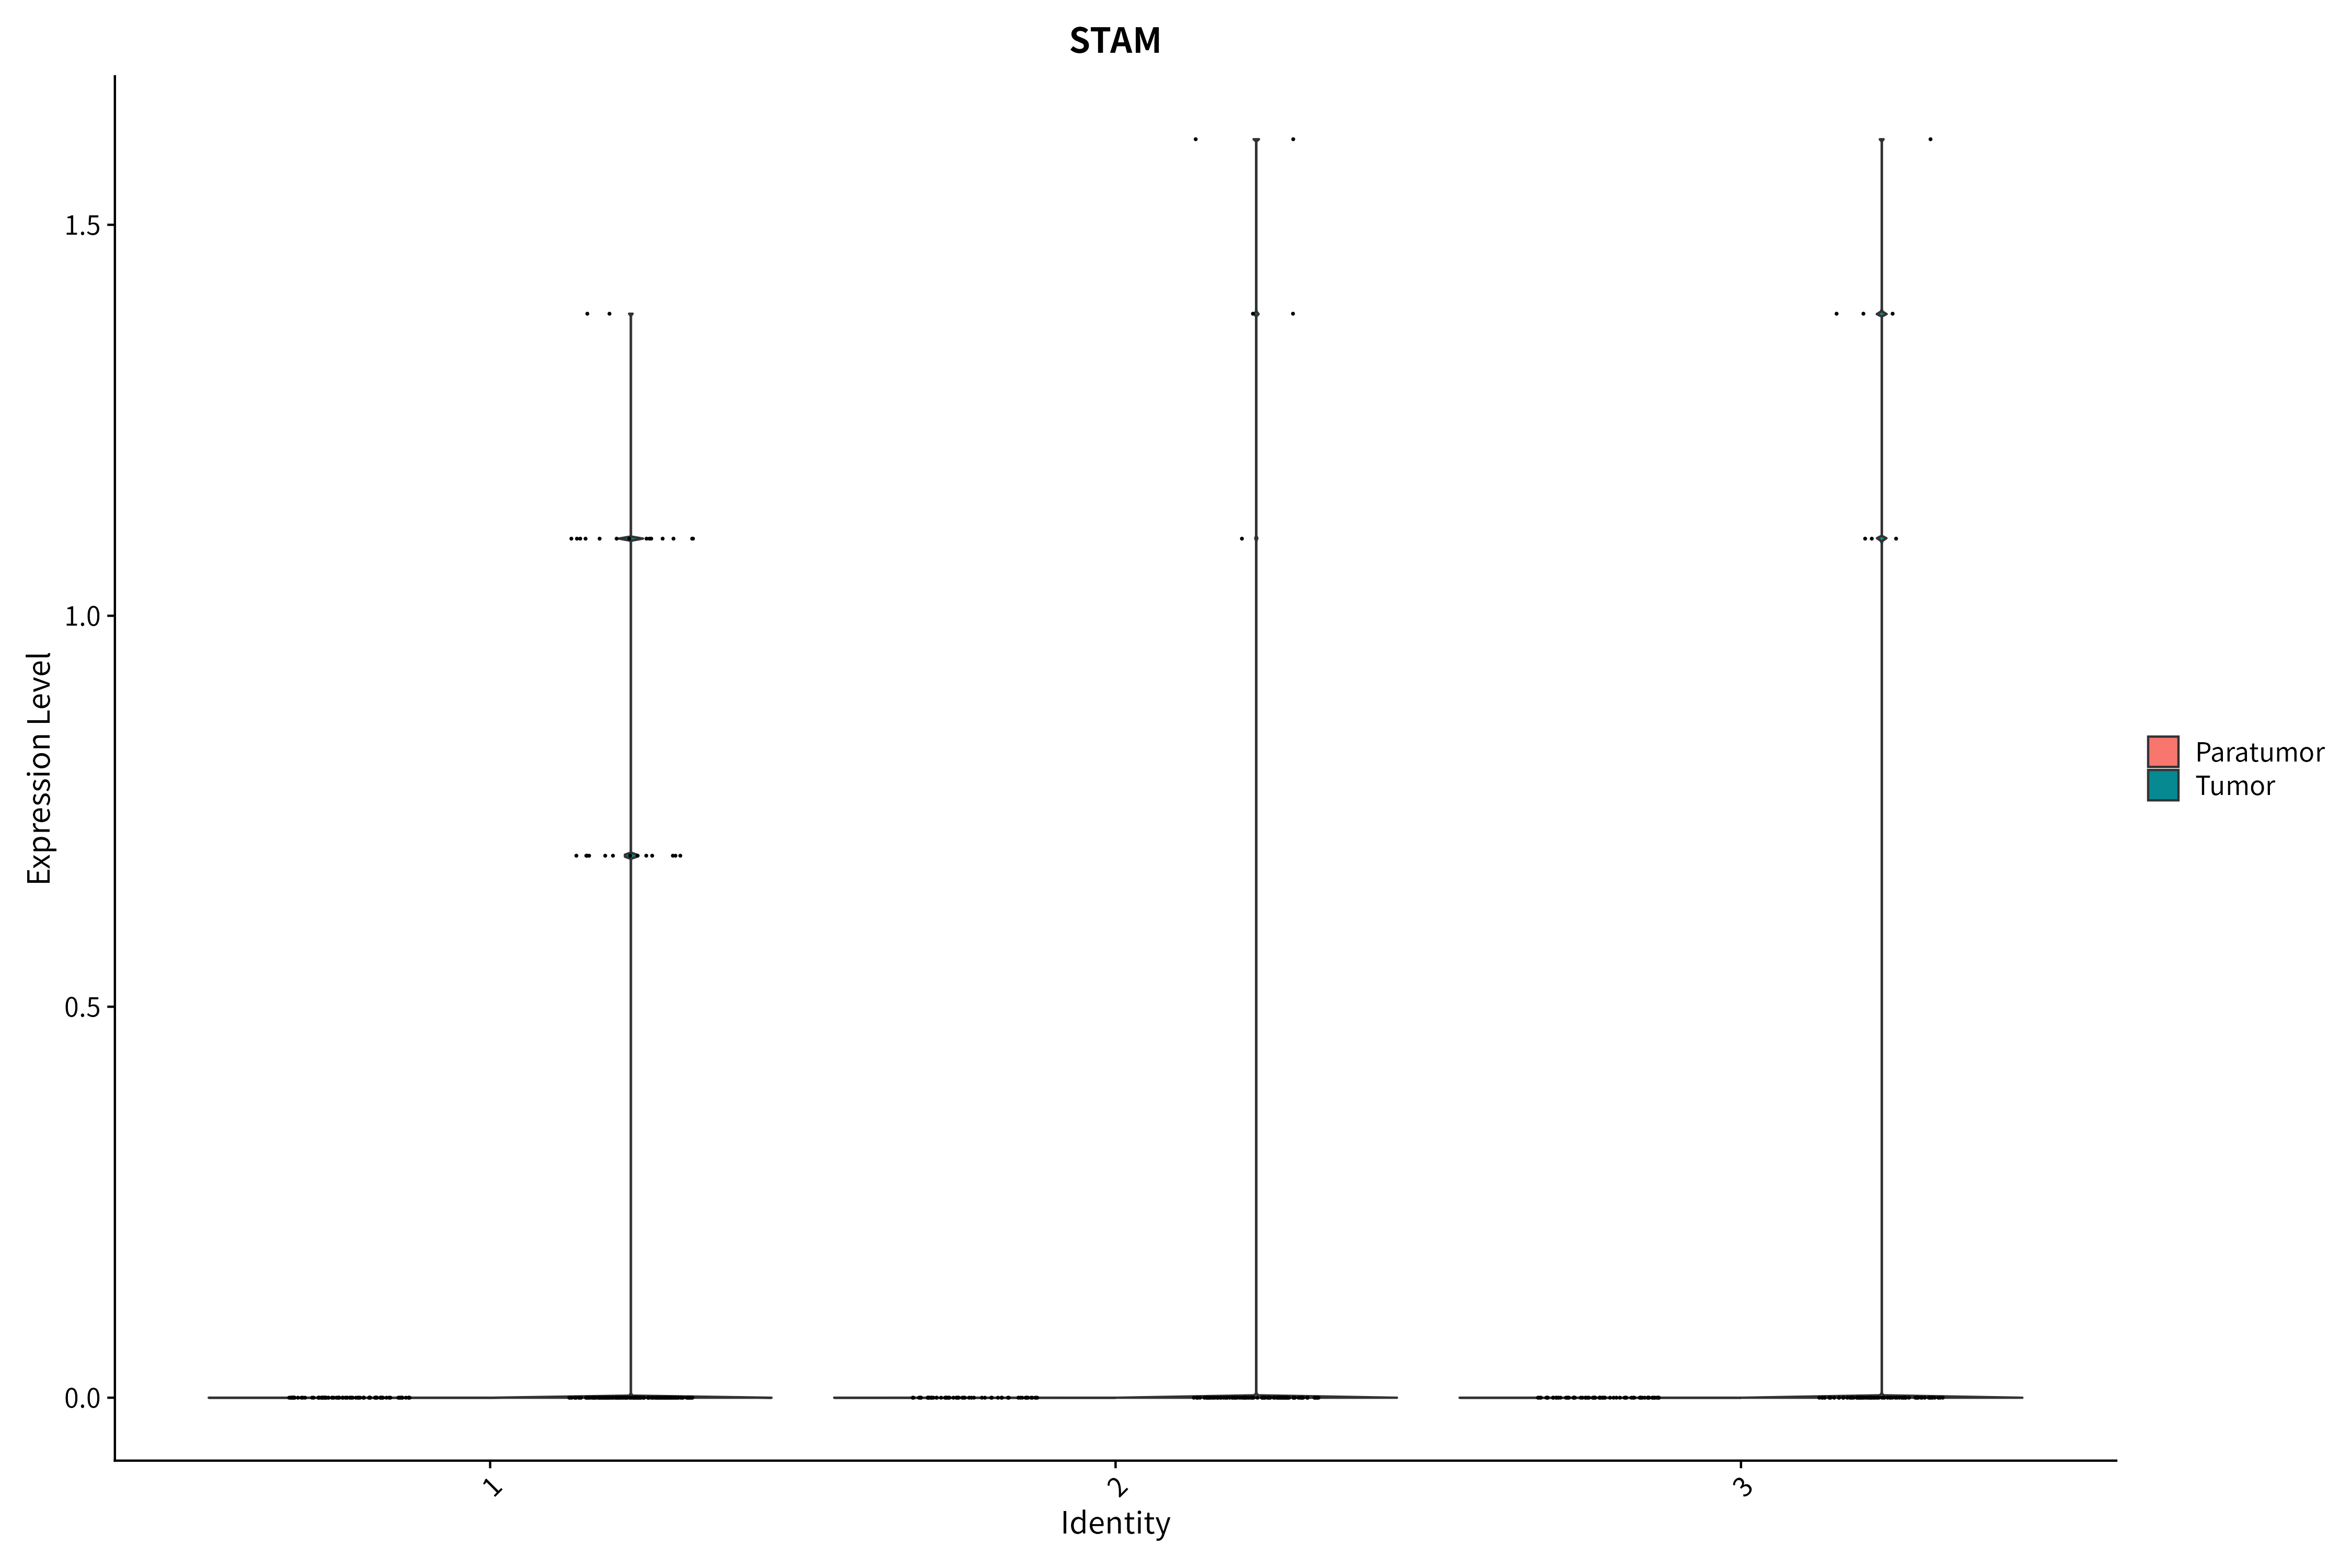 STAM
Expression Level
1.5
1.0
0.5
0.0
1
2
3
Identity
Paratumor
Tumor